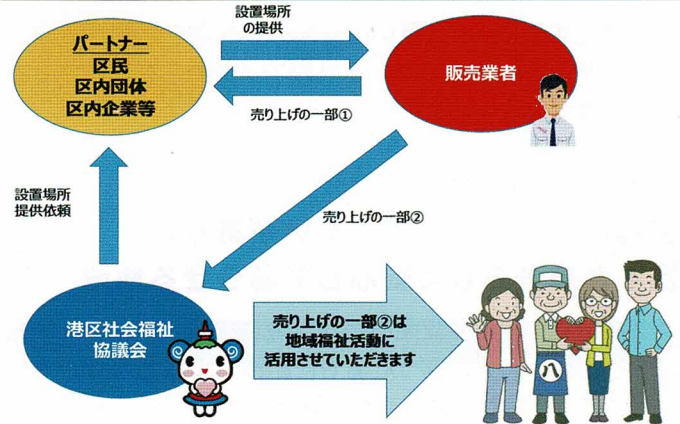 設置場所
の提供
パートナー
区民
区内団体
区内企業等
販売業者
売り上げの一部①
設置場所
提供依頼
売り上げの一部②
港区社会福祉
協議会
売り上げの一部②は
地域福祉活動に
活用させていただきます
八